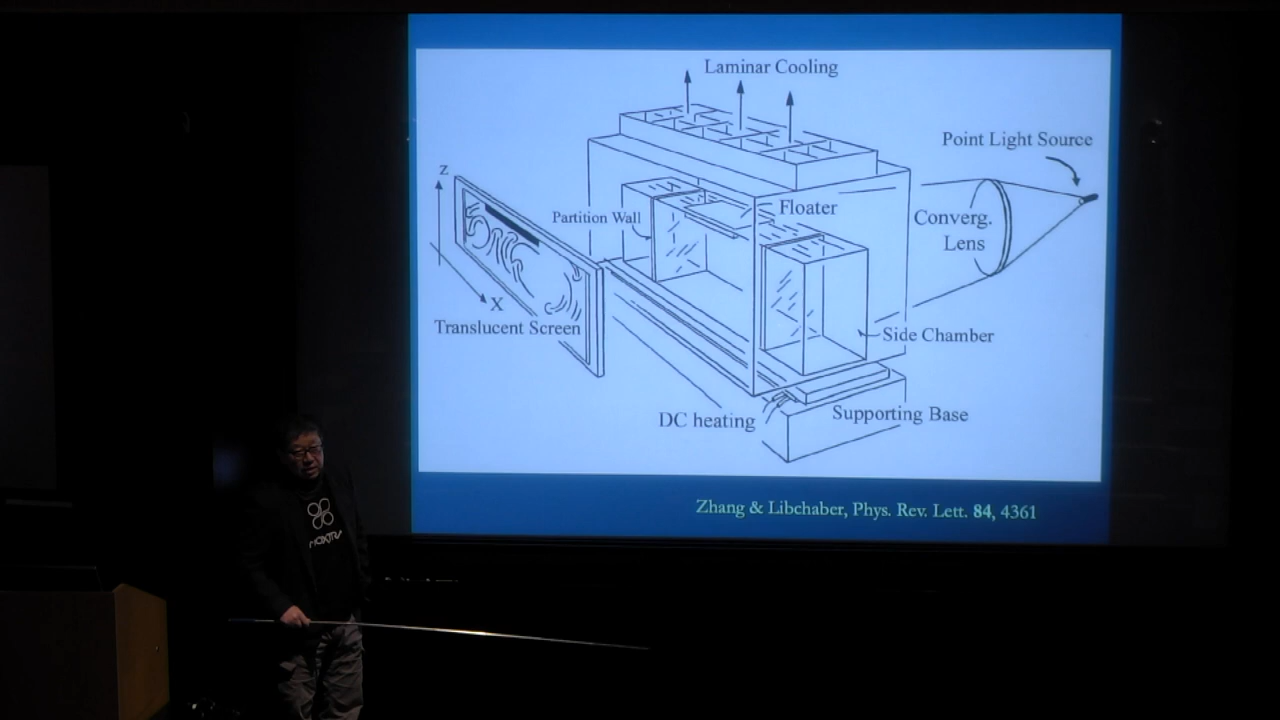 Laminar Cooling
Point Light Source
z
Partition Wall
Floater
Converg.
Lens
X
Translucent Screen
Side Chamber
DC heating
Supporting Base
Zhang & Libchaber, Phys. Rev. Lett. 84, 4361